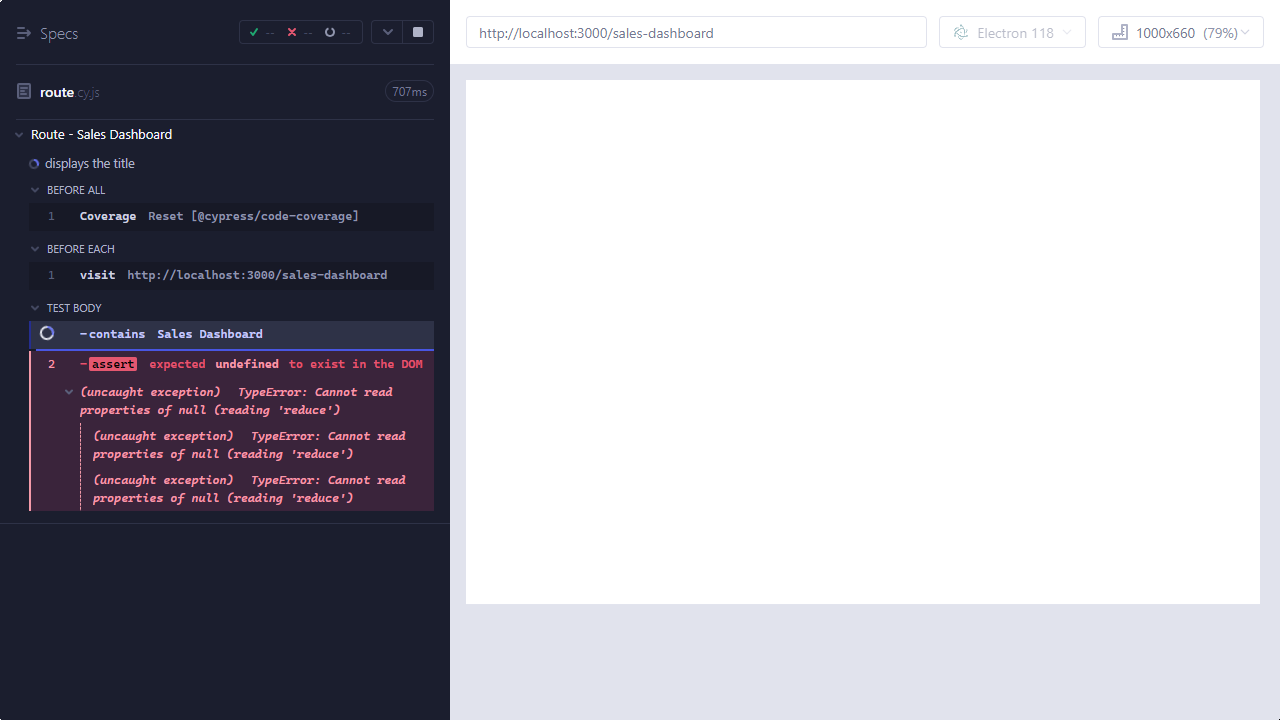 Specs
-- -- --
route.cy.js
707ms
Route - Sales Dashboard
displays the title
BEFORE ALL
1 Coverage Reset [@cypress/code-coverage]
BEFORE EACH
1 visit http://localhost:3000/sales-dashboard
TEST BODY
-contains Sales Dashboard
2 -assert expected undefined to exist in the DOM
(uncaught exception) TypeError: Cannot read
properties of null (reading 'reduce')
(uncaught exception) TypeError: Cannot read
properties of null (reading 'reduce')
(uncaught exception) TypeError: Cannot read
properties of null (reading 'reduce')
http://localhost:3000/sales-dashboard
Electron 118
1000x660 (79%)